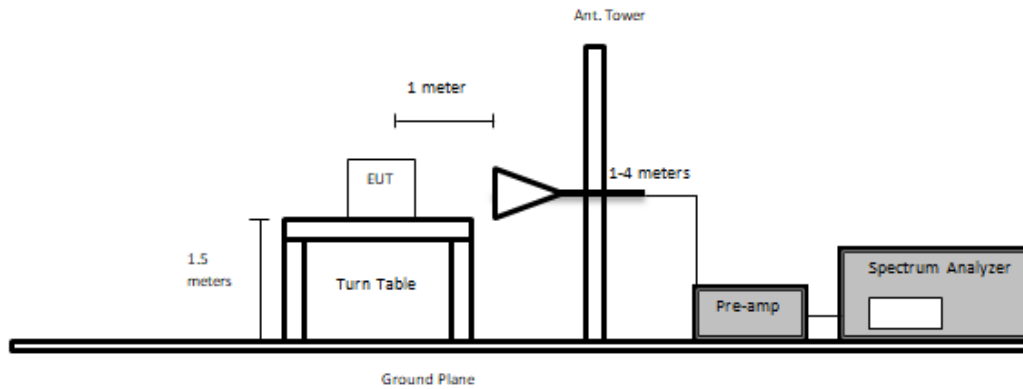 Ant. Tower
1 meter
EUT
1-4 meters
1.5
meters
Turn Table
Spectrum Analyzer
Pre-amp
Ground Plane